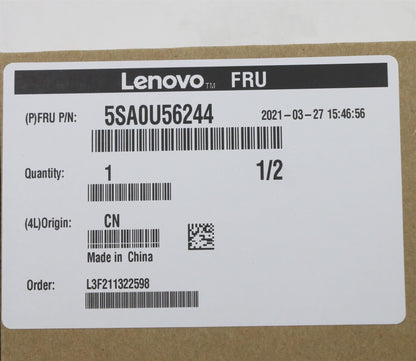 Lenovo™ FRU
(P)FRU P/N: 5SA0U56244 2021-03-27 15:46:56
Quantity: 1 1/2
(4L)Origin: CN
Made in China
Order: L3F211322598